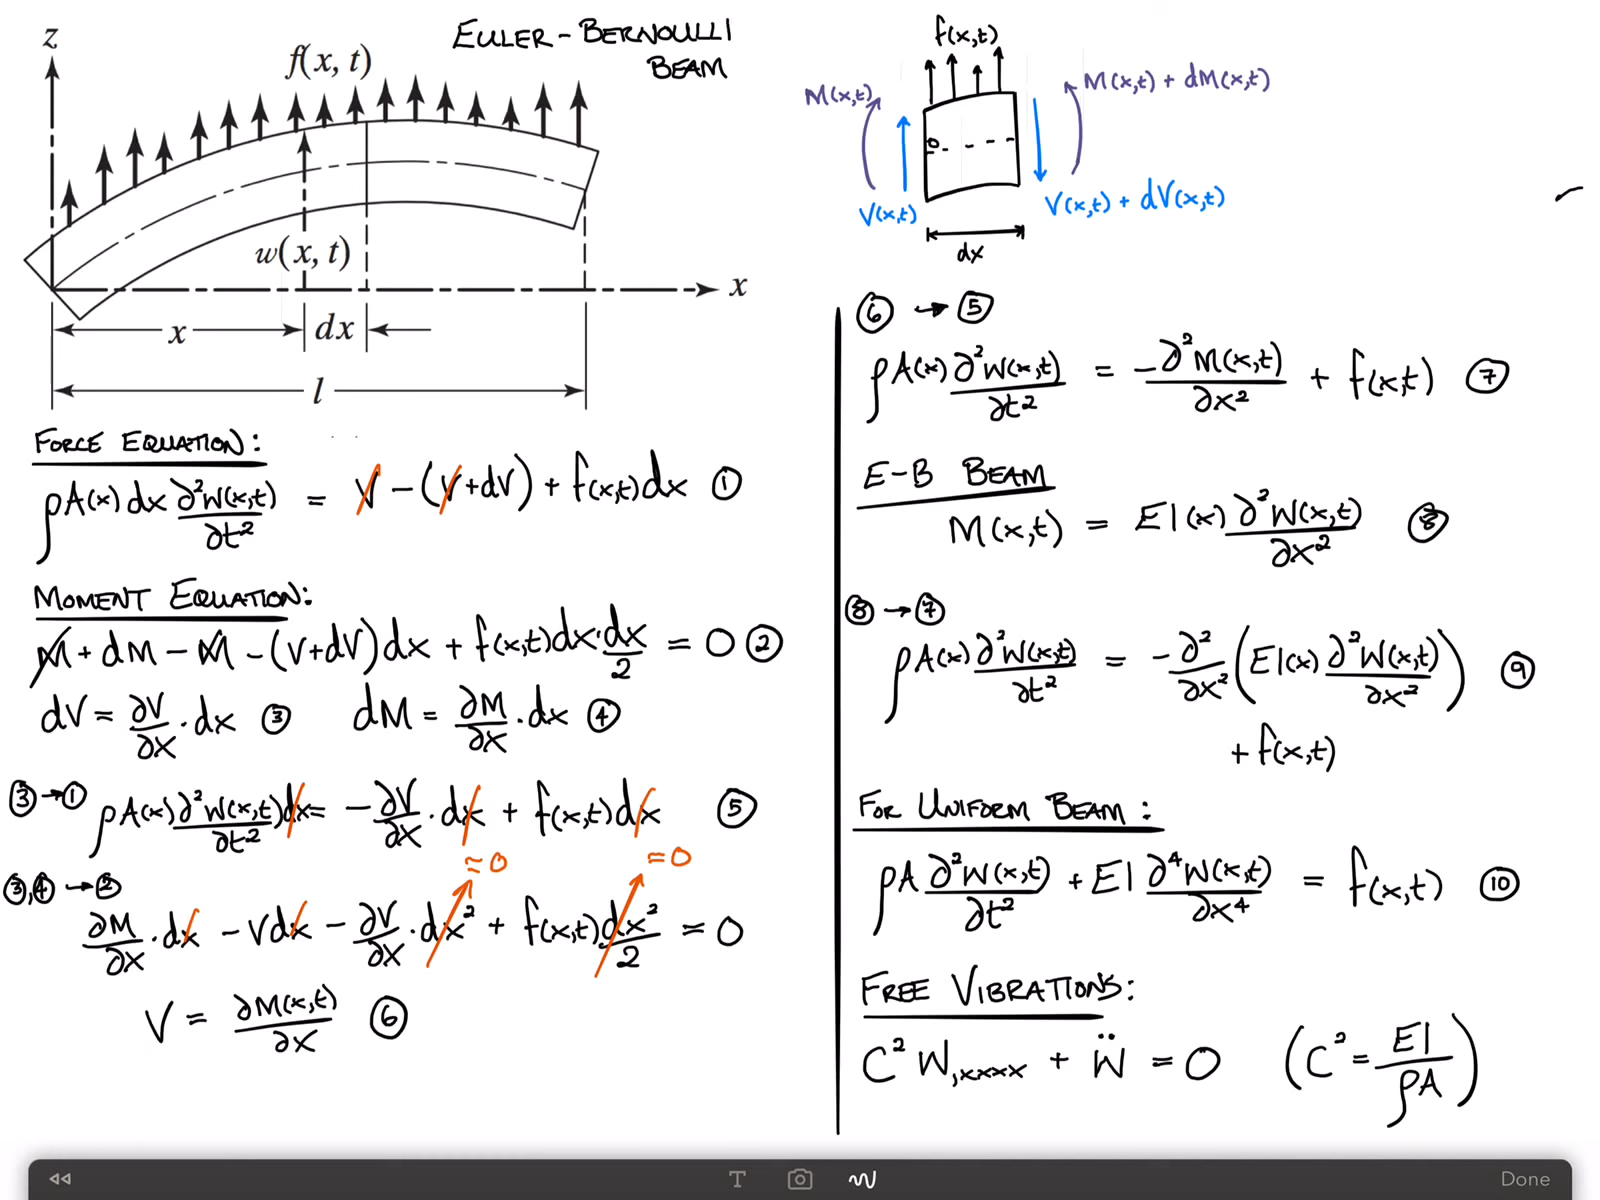 EULER-BERNOULLI
BEAM
z
f(x, t)
w(x, t)
x
x
dx
l
FORCE EQUATION:
ρA(x)dx ∂²W(x,t)/∂t² = V - (V+dV) + f(x,t)dx ①
MOMENT EQUATION:
M + dM - M - (V+dV)dx + f(x,t)dx·dx/2 = 0 ②
dV = ∂V/∂x · dx ③ dM = ∂M/∂x · dx ④
③→① ρA(x) ∂²W(x,t)/∂t² dx = -∂V/∂x · dx + f(x,t)dx ⑤
≈0 =0
③,④→② ∂M/∂x · dx - Vdx - ∂V/∂x · dx² + f(x,t)dx²/2 = 0
V = ∂M(x,t)/∂x ⑥
f(x,t)
M(x,t)
M(x,t) + dM(x,t)
O
V(x,t)
V(x,t) + dV(x,t)
dx
⑥ → ⑤
ρA(x) ∂²W(x,t)/∂t² = -∂²M(x,t)/∂x² + f(x,t) ⑦
E-B BEAM
M(x,t) = EI(x) ∂²W(x,t)/∂x² ⑧
⑧→⑦
ρA(x) ∂²W(x,t)/∂t² = -∂²/∂x² (EI(x) ∂²W(x,t)/∂x²) ⑨
+ f(x,t)
FOR UNIFORM BEAM:
ρA ∂²W(x,t)/∂t² + EI ∂⁴W(x,t)/∂x⁴ = f(x,t) ⑩
FREE VIBRATIONS:
C² W,xxxx + Ẅ = 0 (C² = EI/ρA)
T
Done